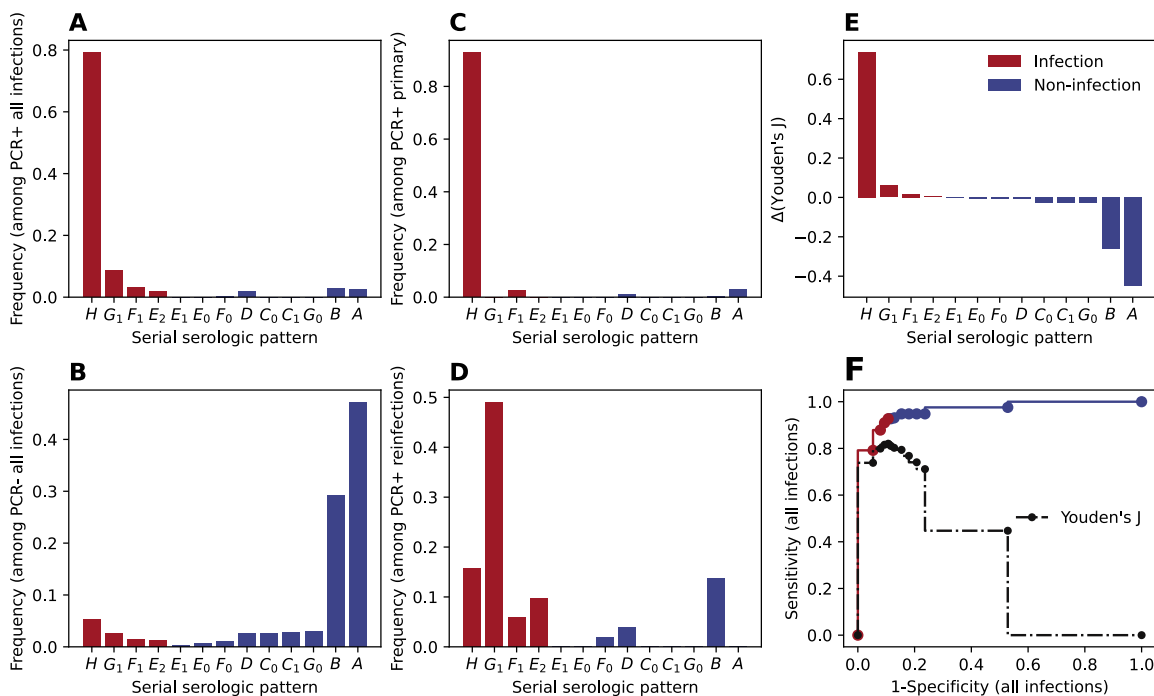 A
Frequency (among PCR+ all infections)
0.8
0.6
0.4
0.2
0.0
H G₁ F₁ E₂ E₁ E₀ F₀ D C₀ C₁ G₀ B A
Serial serologic pattern
C
Frequency (among PCR+ primary)
0.8
0.6
0.4
0.2
0.0
H G₁ F₁ E₂ E₁ E₀ F₀ D C₀ C₁ G₀ B A
Serial serologic pattern
E
Δ(Youden's J)
0.6
0.4
0.2
0.0
−0.2
−0.4
Infection
Non-infection
H G₁ F₁ E₂ E₁ E₀ F₀ D C₀ C₁ G₀ B A
Serial serologic pattern
B
Frequency (among PCR- all infections)
0.4
0.3
0.2
0.1
0.0
H G₁ F₁ E₂ E₁ E₀ F₀ D C₀ C₁ G₀ B A
Serial serologic pattern
D
Frequency (among PCR+ reinfections)
0.5
0.4
0.3
0.2
0.1
0.0
H G₁ F₁ E₂ E₁ E₀ F₀ D C₀ C₁ G₀ B A
Serial serologic pattern
F
Sensitivity (all infections)
1.0
0.8
0.6
0.4
0.2
0.0
Youden's J
0.0 0.2 0.4 0.6 0.8 1.0
1-Specificity (all infections)